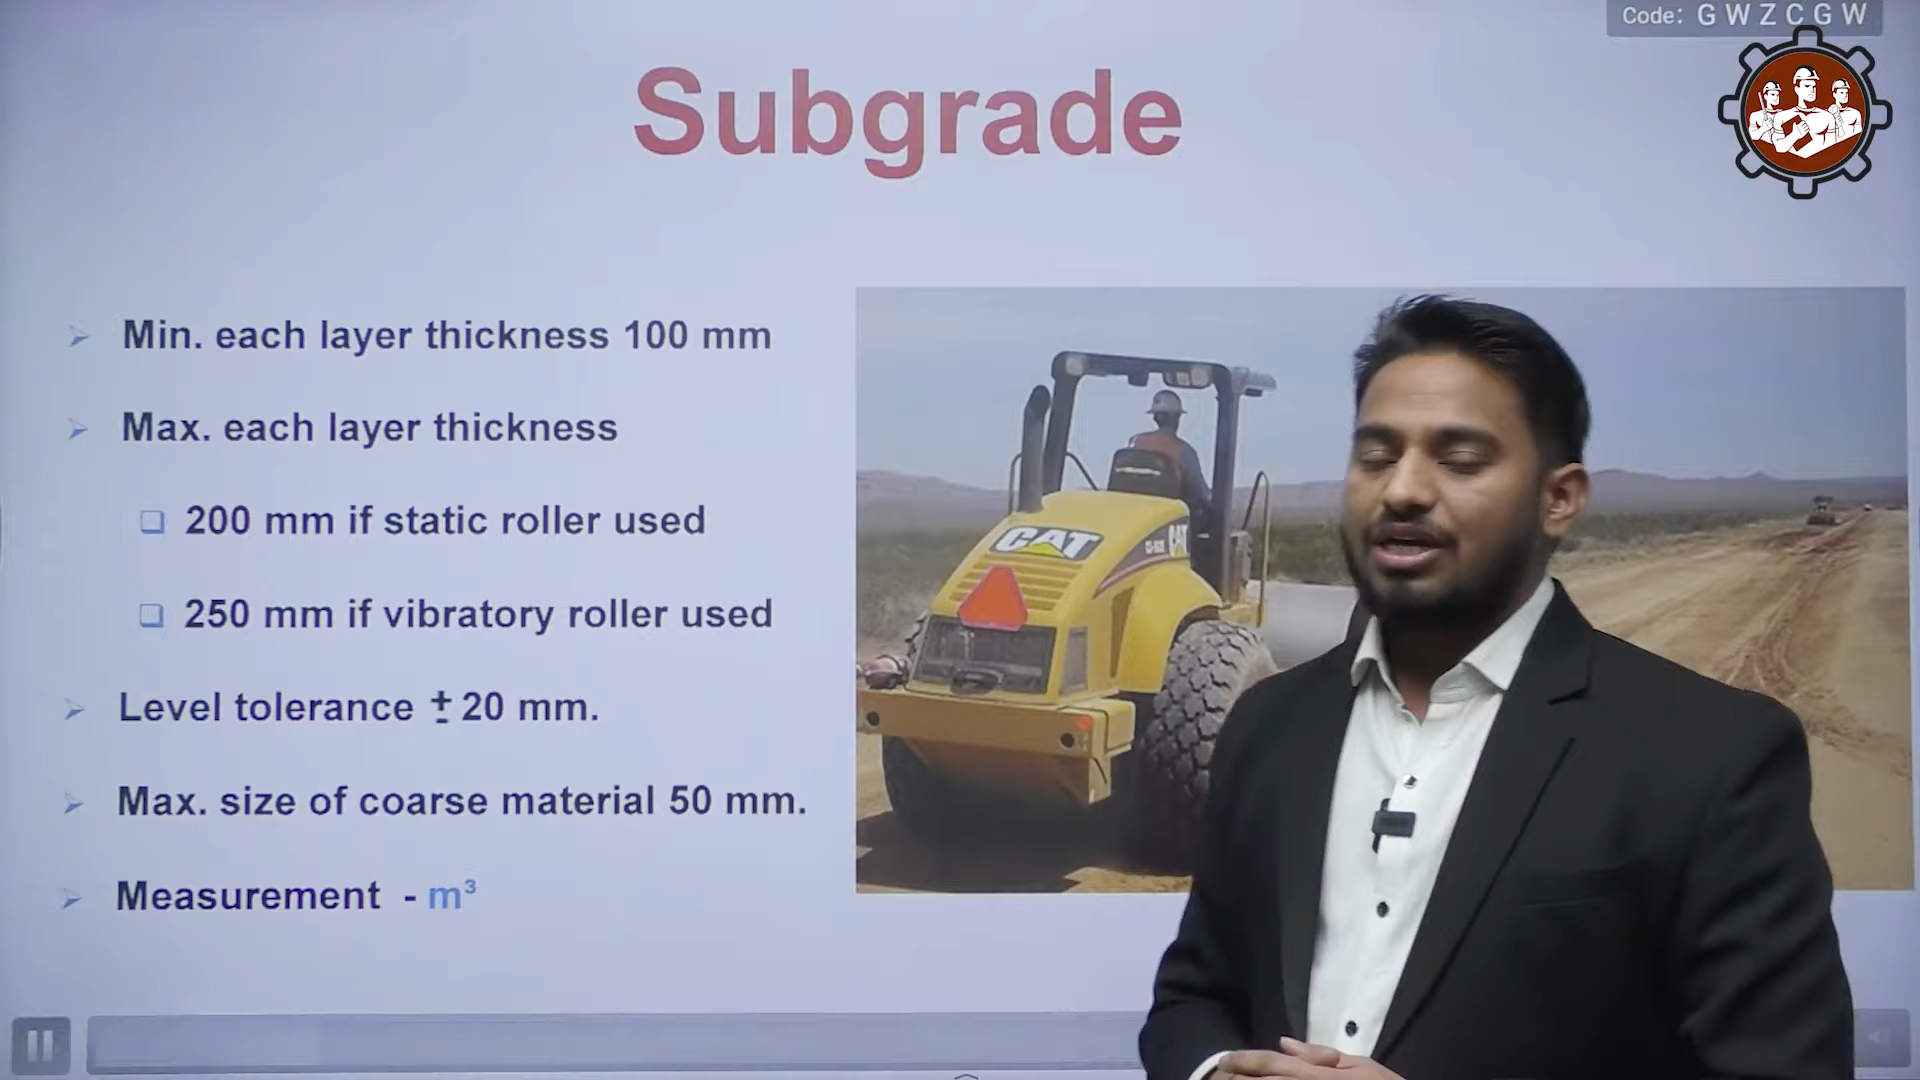 Code: G W Z C G W
Subgrade
Min. each layer thickness 100 mm
Max. each layer thickness
200 mm if static roller used
250 mm if vibratory roller used
Level tolerance ± 20 mm.
Max. size of coarse material 50 mm.
Measurement - m³
CAT
CAT